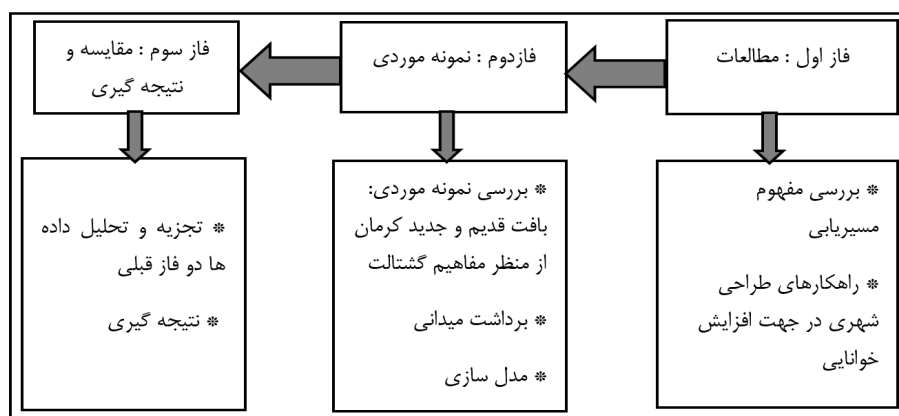 فاز اول : مطالعات
فازدوم : نمونه موردی
فاز سوم : مقایسه و
نتیجه گیری
* بررسی مفهوم
مسیریابی
* راهکارهای طراحی
شهری در جهت افزایش
خوانایی
* بررسی نمونه موردی:
بافت قدیم و جدید کرمان
از منظر مفاهیم گشتالت
* برداشت میدانی
* مدل سازی
* تجزیه و تحلیل داده
ها دو فاز قبلی
* نتیجه گیری